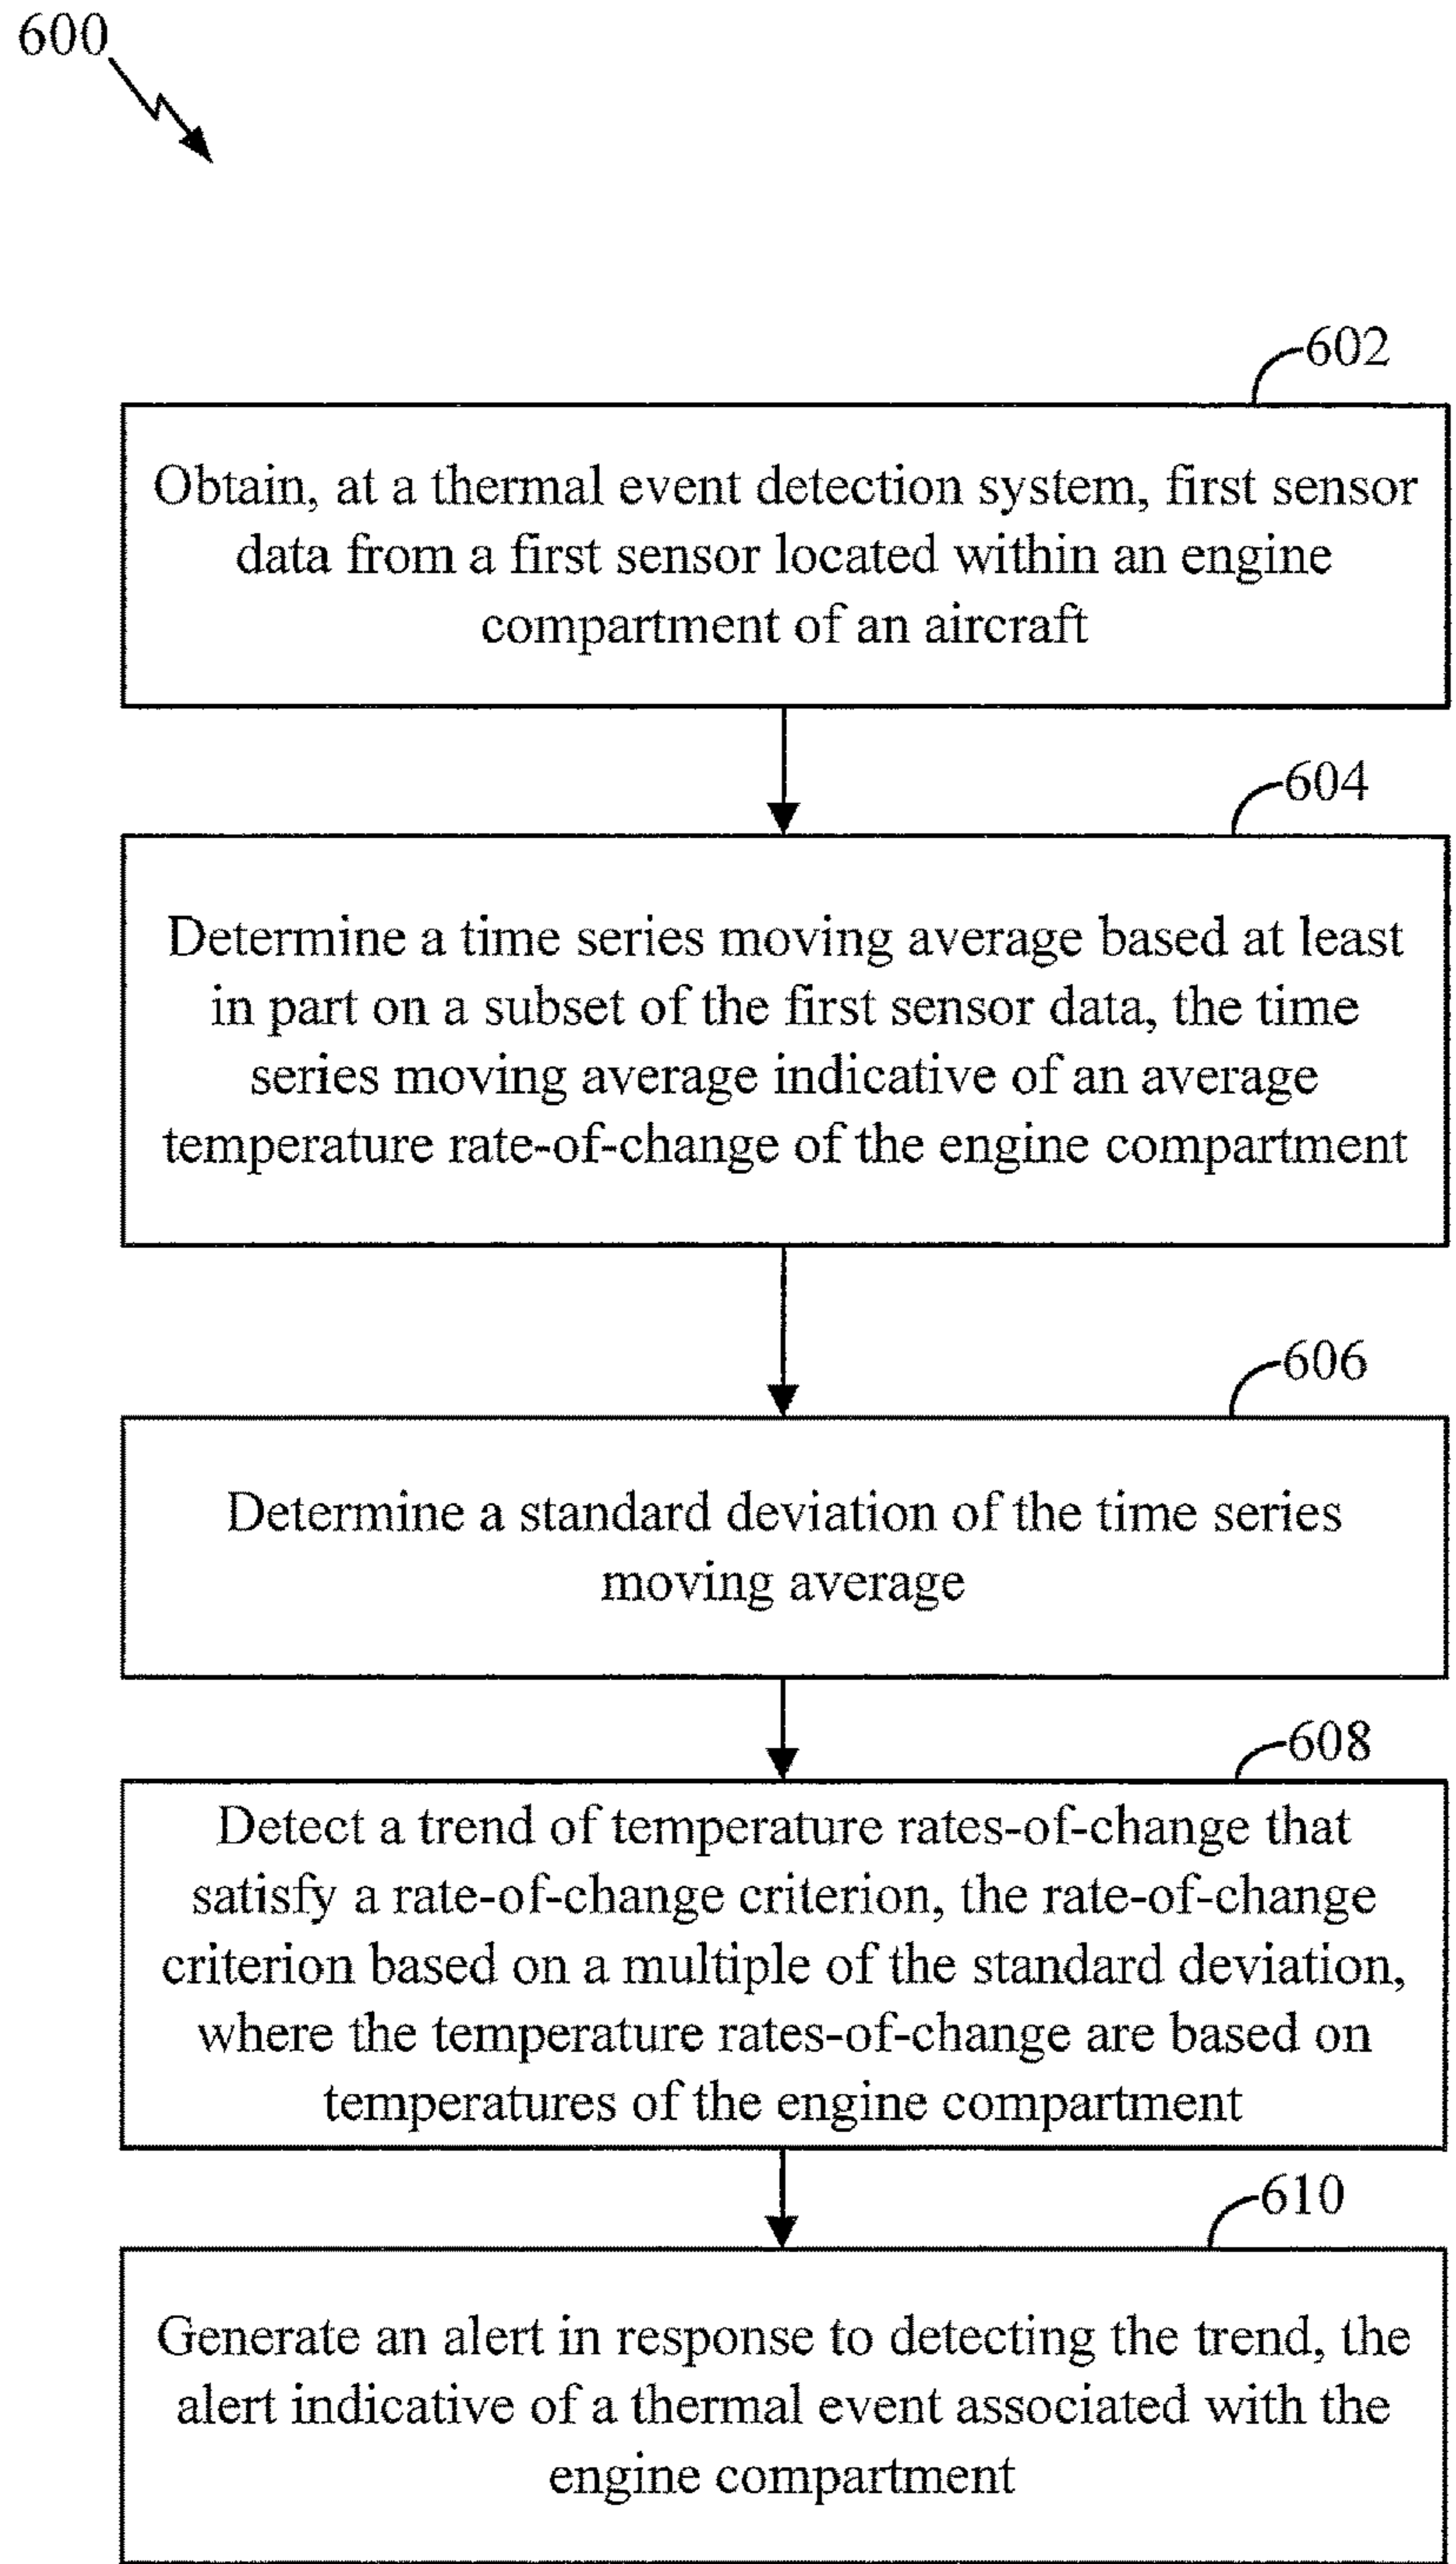 600
602
Obtain, at a thermal event detection system, first sensor
data from a first sensor located within an engine
compartment of an aircraft
604
Determine a time series moving average based at least
in part on a subset of the first sensor data, the time
series moving average indicative of an average
temperature rate-of-change of the engine compartment
606
Determine a standard deviation of the time series
moving average
608
Detect a trend of temperature rates-of-change that
satisfy a rate-of-change criterion, the rate-of-change
criterion based on a multiple of the standard deviation,
where the temperature rates-of-change are based on
temperatures of the engine compartment
610
Generate an alert in response to detecting the trend, the
alert indicative of a thermal event associated with the
engine compartment